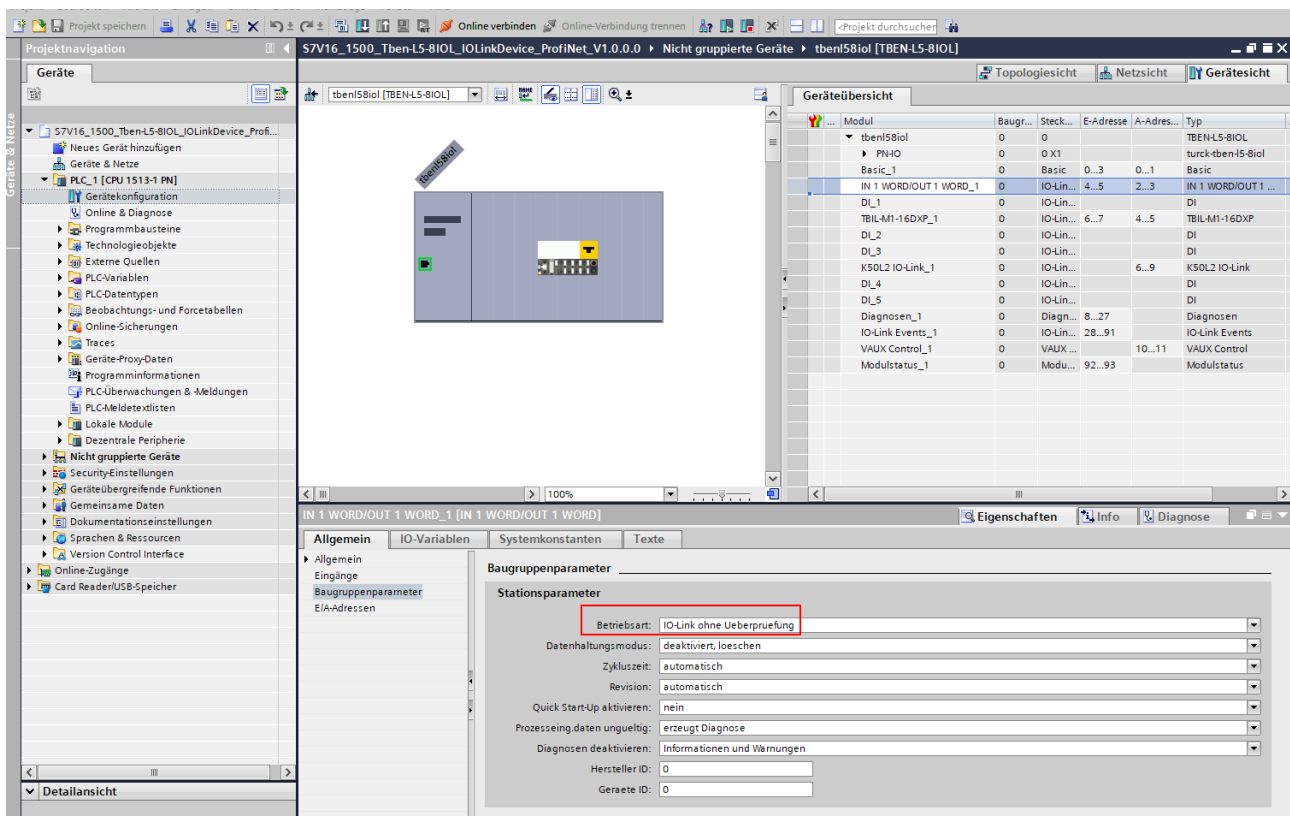 Projekt speichern Online verbinden Online-Verbindung trennen <Projekt durchsuchen
Projektnavigation
Geräte
Geräte & Netze
S7V16_1500_Tben-L5-8IOL_IOLinkDevice_Profi...
Neues Gerät hinzufügen
Geräte & Netze
PLC_1 [CPU 1513-1 PN]
Gerätekonfiguration
Online & Diagnose
Programmbausteine
Technologieobjekte
Externe Quellen
PLC-Variablen
PLC-Datentypen
Beobachtungs- und Forcetabellen
Online-Sicherungen
Traces
Geräte-Proxy-Daten
Programminformationen
PLC-Überwachungen & -Meldungen
PLC-Meldetextlisten
Lokale Module
Dezentrale Peripherie
Nicht gruppierte Geräte
Security-Einstellungen
Geräteübergreifende Funktionen
Gemeinsame Daten
Dokumentationseinstellungen
Sprachen & Ressourcen
Version Control Interface
Online-Zugänge
Card Reader/USB-Speicher
Detailansicht
S7V16_1500_Tben-L5-8IOL_IOLinkDevice_ProfiNet_V1.0.0.0 Nicht gruppierte Geräte tbenl58iol [TBEN-L5-8IOL]
Topologiesicht Netzsicht Gerätesicht
tbenl58iol [TBEN-L5-8IOL]
tbenl58iol
100%
Geräteübersicht
... Modul Baugr... Steck... E-Adresse A-Adres... Typ
tbenl58iol 0 0 TBEN-L5-8IOL
PN-IO 0 0 X1 turck-tben-l5-8iol
Basic_1 0 Basic 0...3 0...1 Basic
IN 1 WORD/OUT 1 WORD_1 0 IO-Lin... 4...5 2...3 IN 1 WORD/OUT 1 ...
DI_1 0 IO-Lin... DI
TBIL-M1-16DXP_1 0 IO-Lin... 6...7 4...5 TBIL-M1-16DXP
DI_2 0 IO-Lin... DI
DI_3 0 IO-Lin... DI
K50L2 IO-Link_1 0 IO-Lin... 6...9 K50L2 IO-Link
DI_4 0 IO-Lin... DI
DI_5 0 IO-Lin... DI
Diagnosen_1 0 Diagn... 8...27 Diagnosen
IO-Link Events_1 0 IO-Lin... 28...91 IO-Link Events
VAUX Control_1 0 VAUX ... 10...11 VAUX Control
Modulstatus_1 0 Modu... 92...93 Modulstatus
IN 1 WORD/OUT 1 WORD_1 [IN 1 WORD/OUT 1 WORD]
Eigenschaften Info Diagnose
Allgemein IO-Variablen Systemkonstanten Texte
Allgemein
Eingänge
Baugruppenparameter
E/A-Adressen
Baugruppenparameter
Stationsparameter
Betriebsart: IO-Link ohne Ueberpruefung
Datenhaltungsmodus: deaktiviert, loeschen
Zykluszeit: automatisch
Revision: automatisch
Quick Start-Up aktivieren: nein
Prozesseing.daten ungueltig: erzeugt Diagnose
Diagnosen deaktivieren: Informationen und Warnungen
Hersteller ID: 0
Geraete ID: 0